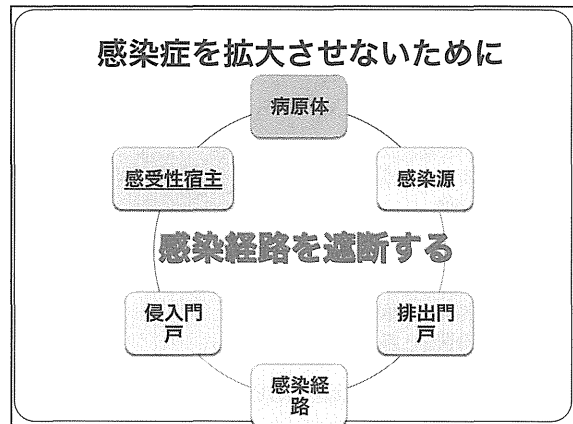 感染症を拡大させないために
病原体
感受性宿主
感染源
感染経路を遮断する
侵入門
戸
排出門
戸
感染経
路